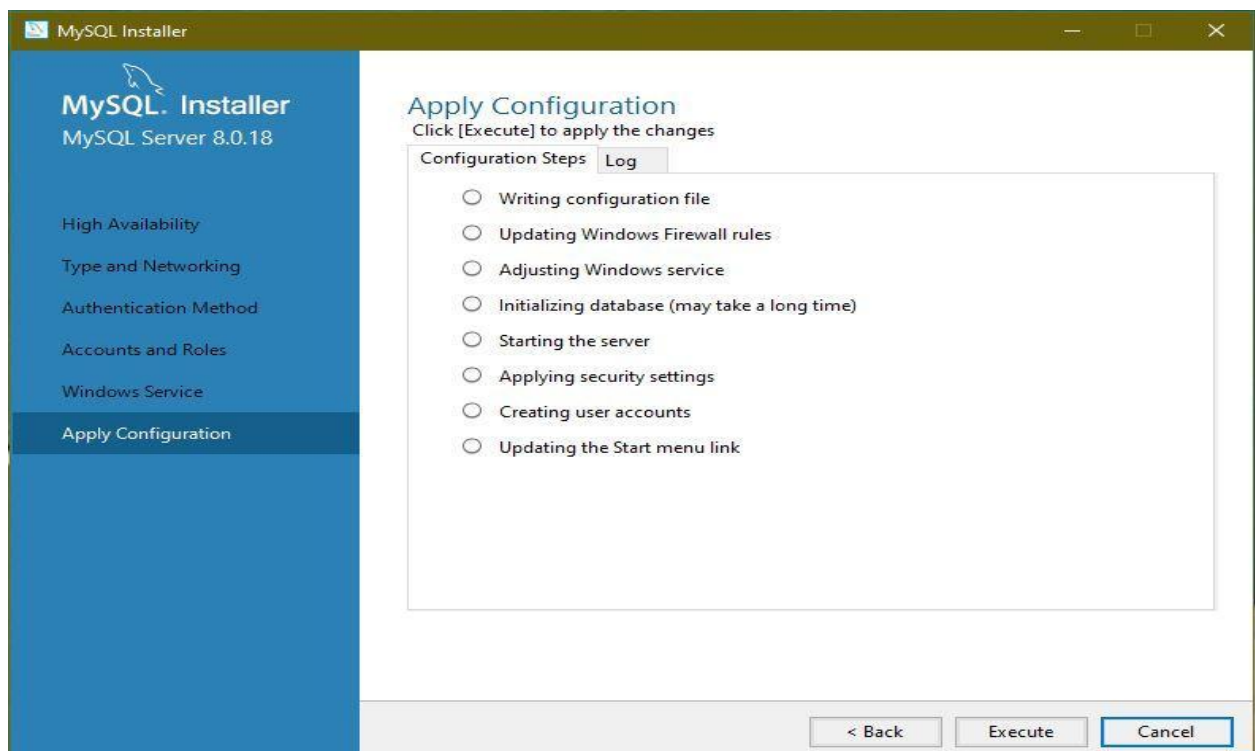 MySQL Installer
MySQL. Installer
MySQL Server 8.0.18
High Availability
Type and Networking
Authentication Method
Accounts and Roles
Windows Service
Apply Configuration
Apply Configuration
Click [Execute] to apply the changes
Configuration Steps Log
Writing configuration file
Updating Windows Firewall rules
Adjusting Windows service
Initializing database (may take a long time)
Starting the server
Applying security settings
Creating user accounts
Updating the Start menu link
< Back Execute Cancel